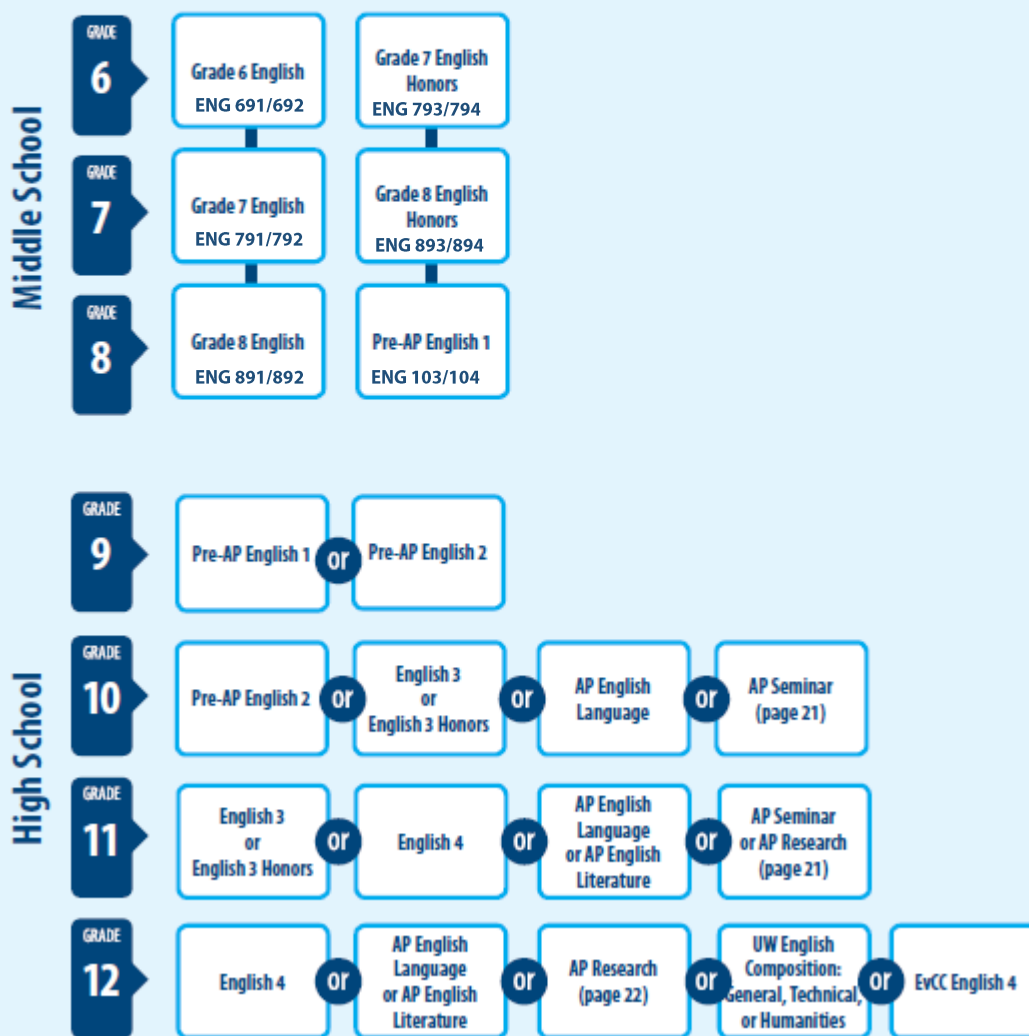 Middle School
GRADE
6
Grade 6 English
ENG 691/692
Grade 7 English
Honors
ENG 793/794
GRADE
7
Grade 7 English
ENG 791/792
Grade 8 English
Honors
ENG 893/894
GRADE
8
Grade 8 English
ENG 891/892
Pre-AP English 1
ENG 103/104
High School
GRADE
9
Pre-AP English 1
or
Pre-AP English 2
GRADE
10
Pre-AP English 2
or
English 3
or
English 3 Honors
or
AP English
Language
or
AP Seminar
(page 21)
GRADE
11
English 3
or
English 3 Honors
or
English 4
or
AP English
Language
or AP English
Literature
or
AP Seminar
or AP Research
(page 21)
GRADE
12
English 4
or
AP English
Language
or AP English
Literature
or
AP Research
(page 22)
or
UW English
Composition:
General, Technical,
or Humanities
or
EvCC English 4